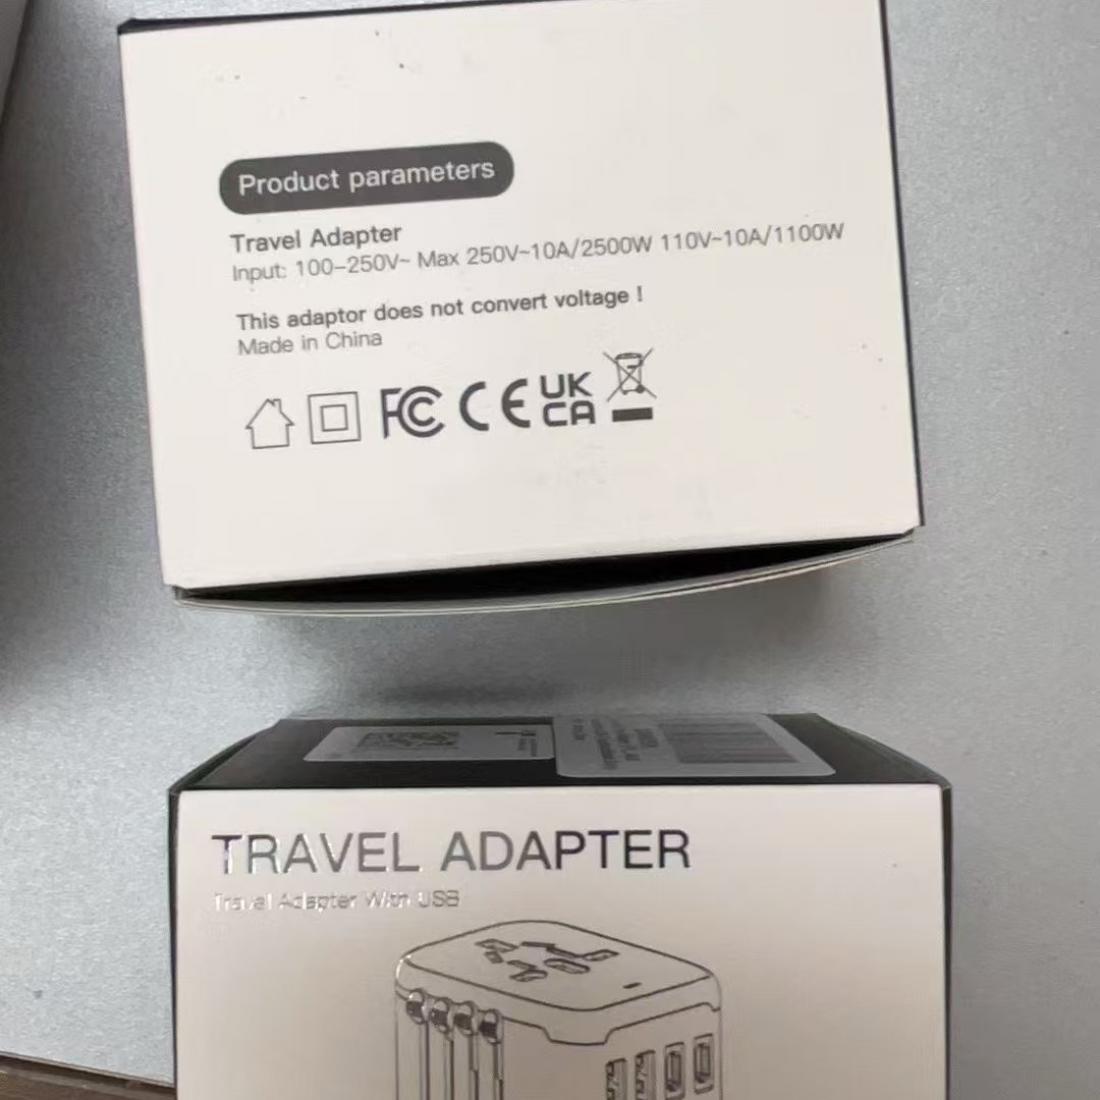 Product parameters
Travel Adapter
Input: 100-250V~ Max 250V~10A/2500W 110V~10A/1100W
This adaptor does not convert voltage !
Made in China
FC CE UK
CA
TRAVEL ADAPTER
Travel Adapter With USB